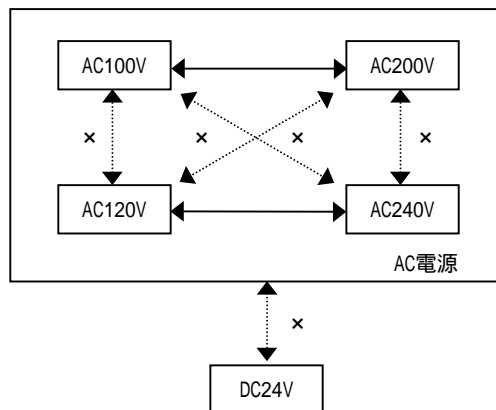 AC100V
AC200V
×
×
×
×
AC120V
AC240V
AC電源
×
DC24V